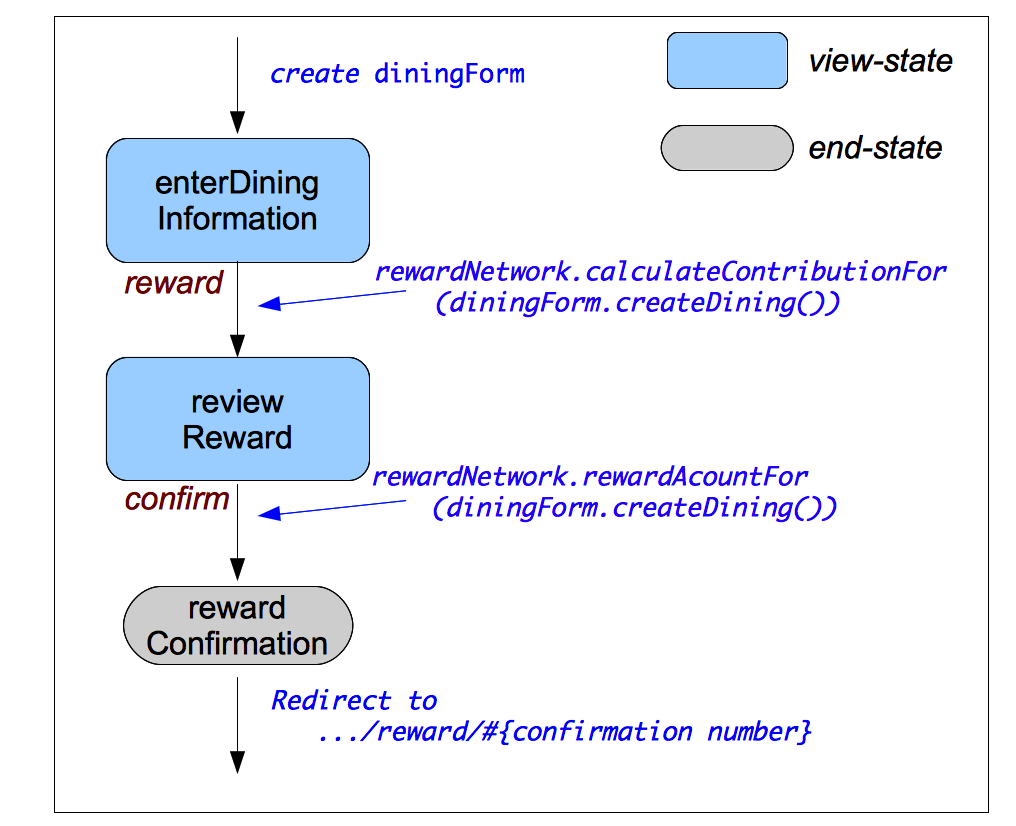 create diningForm
view-state
end-state
enterDining
Information
reward
rewardNetwork.calculateContributionFor
(diningForm.createDining())
review
Reward
confirm
rewardNetwork.rewardAcountFor
(diningForm.createDining())
reward
Confirmation
Redirect to
.../reward/#{confirmation number}